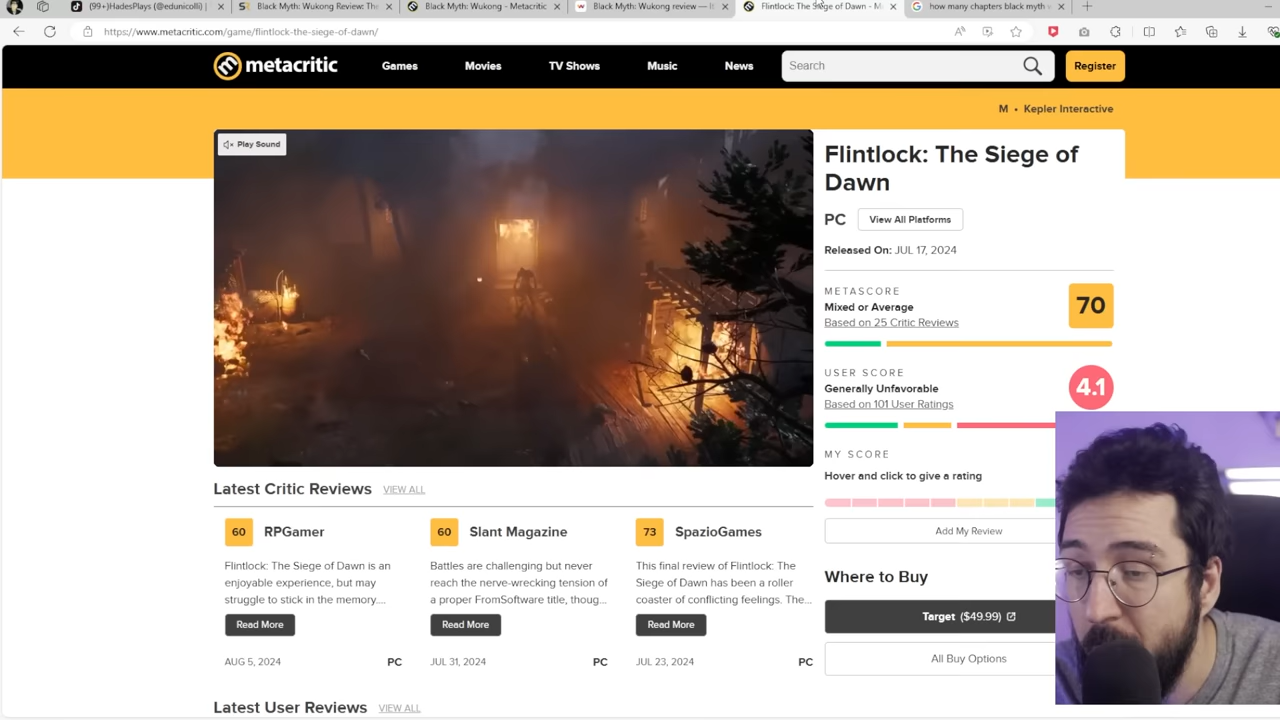 (99+)HadesPlays (@edunicolli) |
Black Myth: Wukong Review: The
Black Myth: Wukong - Metacritic
Black Myth: Wukong review —
Flintlock: The Siege of Dawn - M
how many chapters black myth w
https://www.metacritic.com/game/flintlock-the-siege-of-dawn/
metacritic
Games
Movies
TV Shows
Music
News
Search
Register
M • Kepler Interactive
Play Sound
Flintlock: The Siege of
Dawn
PC
View All Platforms
Released On: JUL 17, 2024
METASCORE
Mixed or Average
Based on 25 Critic Reviews
70
USER SCORE
Generally Unfavorable
Based on 101 User Ratings
4.1
MY SCORE
Hover and click to give a rating
Add My Review
Where to Buy
Target ($49.99)
All Buy Options
Latest Critic Reviews
VIEW ALL
60 RPGamer
Flintlock: The Siege of Dawn is an
enjoyable experience, but may
struggle to stick in the memory....
Read More
AUG 5, 2024
PC
60 Slant Magazine
Battles are challenging but never
reach the nerve-wrecking tension of
a proper FromSoftware title, thoug...
Read More
JUL 31, 2024
PC
73 SpazioGames
This final review of Flintlock: The
Siege of Dawn has been a roller
coaster of conflicting feelings. The...
Read More
JUL 23, 2024
PC
Latest User Reviews
VIEW ALL